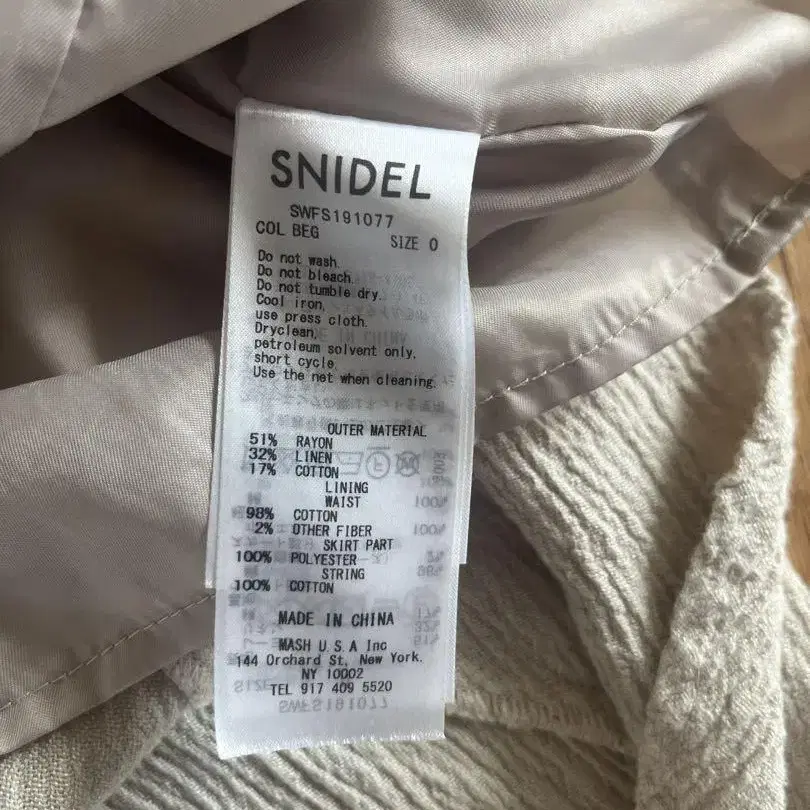 SNIDEL
SWFS191077
COL BEG SIZE 0
Do not wash.
Do not bleach.
Do not tumble dry.
Cool iron.
use press cloth.
Dryclean.
petroleum solvent only.
short cycle.
Use the net when cleaning.
OUTER MATERIAL
51% RAYON
32% LINEN
17% COTTON
LINING
WAIST
98% COTTON
2% OTHER FIBER
SKIRT PART
100% POLYESTER
STRING
100% COTTON
MADE IN CHINA
MASH U.S.A Inc
144 Orchard St, New York.
NY 10002
TEL 917 409 5520